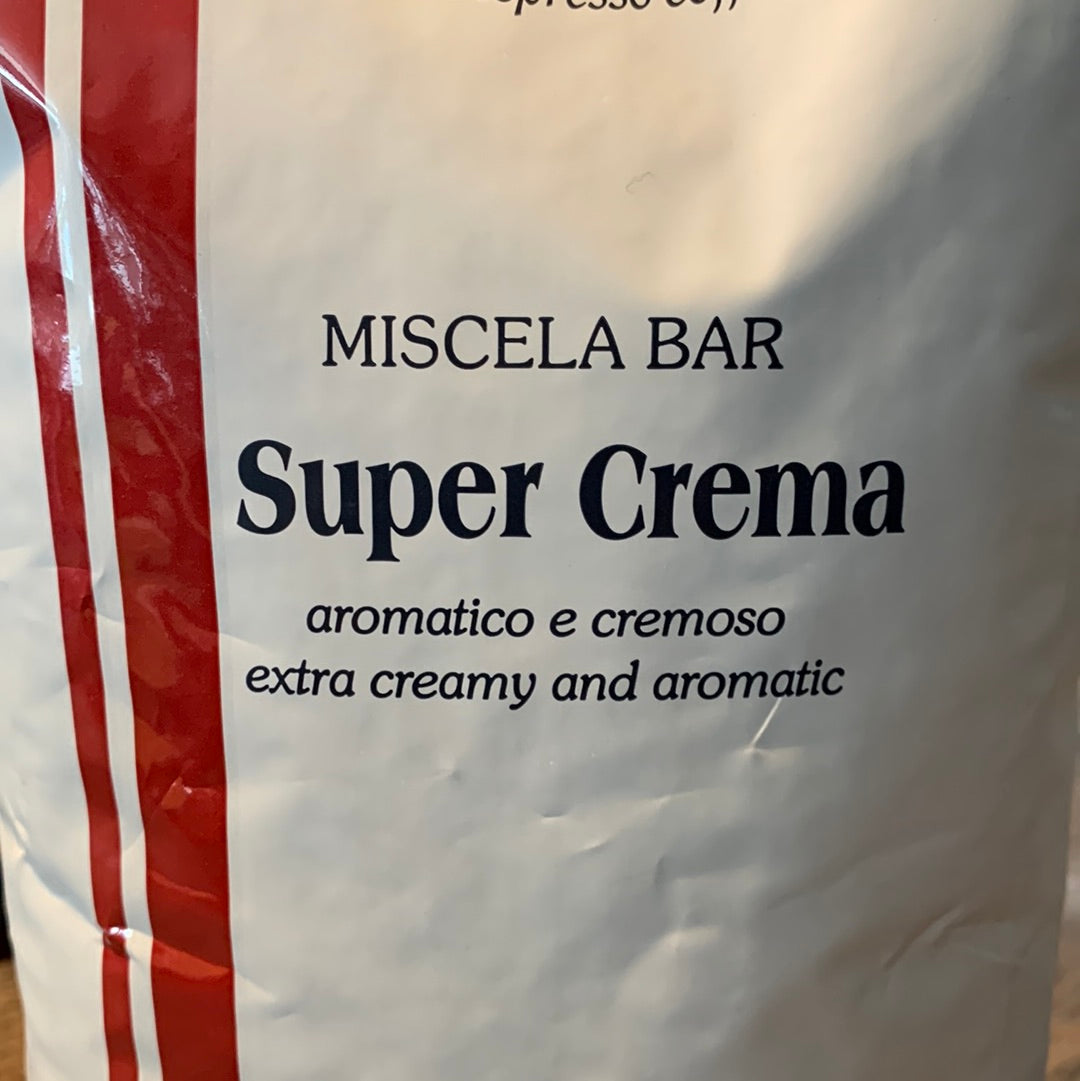 MISCELA BAR
Super Crema
aromatico e cremoso
extra creamy and aromatic